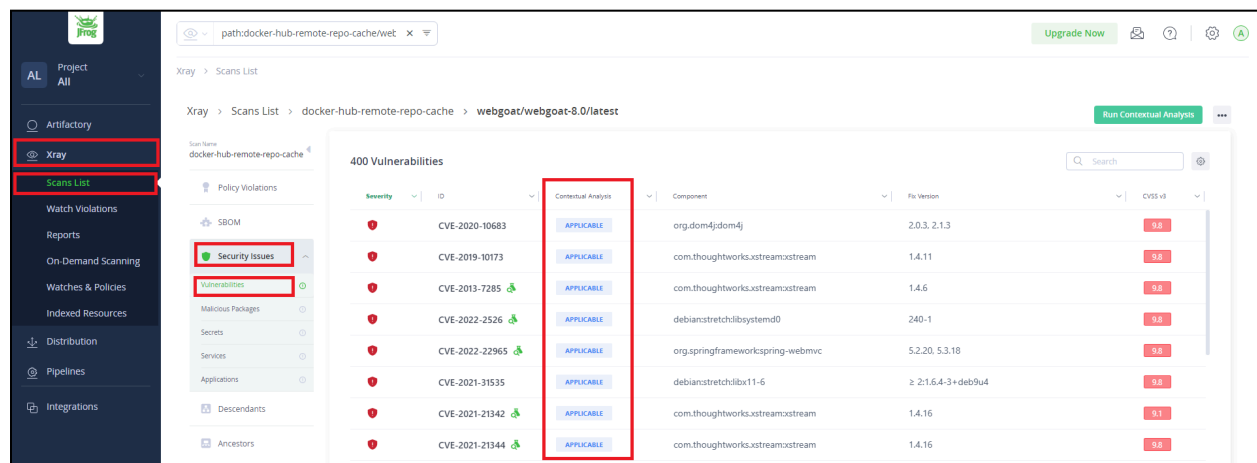 JFrog
path:docker-hub-remote-repo-cache/wet
Upgrade Now
A
AL
Project
All
Artifactory
Xray
Scans List
Watch Violations
Reports
On-Demand Scanning
Watches & Policies
Indexed Resources
Distribution
Pipelines
Integrations
Xray > Scans List
Xray > Scans List > docker-hub-remote-repo-cache > webgoat/webgoat-8.0/latest
Run Contextual Analysis
Scan Name
docker-hub-remote-repo-cache
Policy Violations
SBOM
Security Issues
Vulnerabilities
Malicious Packages
Secrets
Services
Applications
Descendants
Ancestors
400 Vulnerabilities
Search
Severity ID Contextual Analysis Component Fix Version CVSS v3
CVE-2020-10683 APPLICABLE org.dom4j:dom4j 2.0.3, 2.1.3 9.8
CVE-2019-10173 APPLICABLE com.thoughtworks.xstream:xstream 1.4.11 9.8
CVE-2013-7285 APPLICABLE com.thoughtworks.xstream:xstream 1.4.6 9.8
CVE-2022-2526 APPLICABLE debian:stretch:libsystemd0 240-1 9.8
CVE-2022-22965 APPLICABLE org.springframework:spring-webmvc 5.2.20, 5.3.18 9.8
CVE-2021-31535 APPLICABLE debian:stretch:libx11-6 ≥ 2:1.6.4-3+deb9u4 9.8
CVE-2021-21342 APPLICABLE com.thoughtworks.xstream:xstream 1.4.16 9.1
CVE-2021-21344 APPLICABLE com.thoughtworks.xstream:xstream 1.4.16 9.8